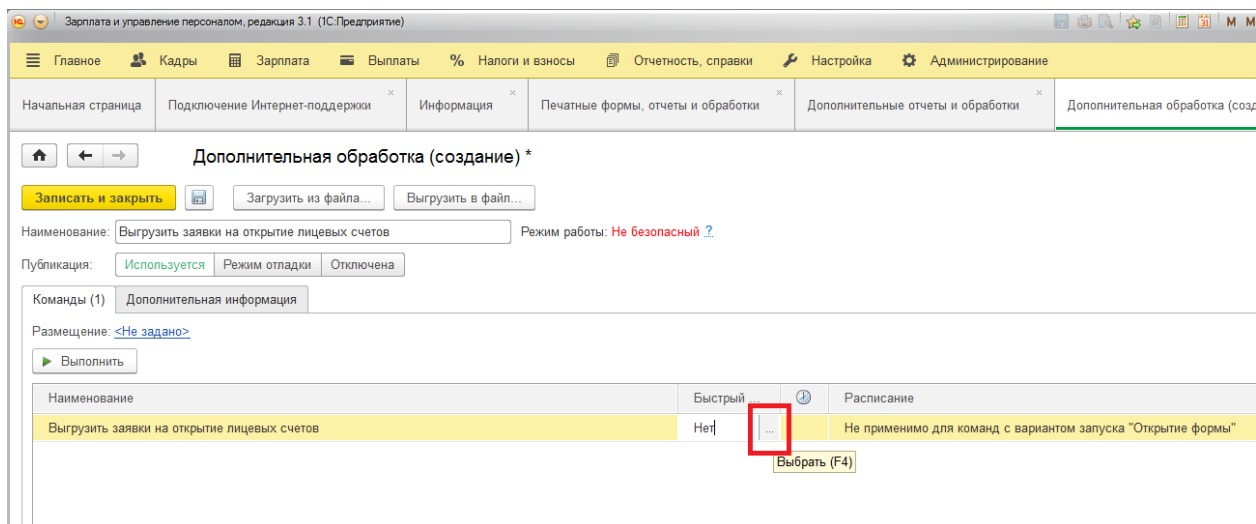 Зарплата и управление персоналом, редакция 3.1 (1С:Предприятие)
31 M M
Главное Кадры Зарплата Выплаты % Налоги и взносы Отчетность, справки Настройка Администрирование
Начальная страница Подключение Интернет-поддержки Информация Печатные формы, отчеты и обработки Дополнительные отчеты и обработки Дополнительная обработка (созд
Дополнительная обработка (создание) *
Записать и закрыть Загрузить из файла... Выгрузить в файл...
Наименование: Выгрузить заявки на открытие лицевых счетов Режим работы: Не безопасный ?
Публикация: Используется Режим отладки Отключена
Команды (1) Дополнительная информация
Размещение: <Не задано>
Выполнить
Наименование Быстрый ... Расписание
Выгрузить заявки на открытие лицевых счетов Нет ... Не применимо для команд с вариантом запуска "Открытие формы"
Выбрать (F4)